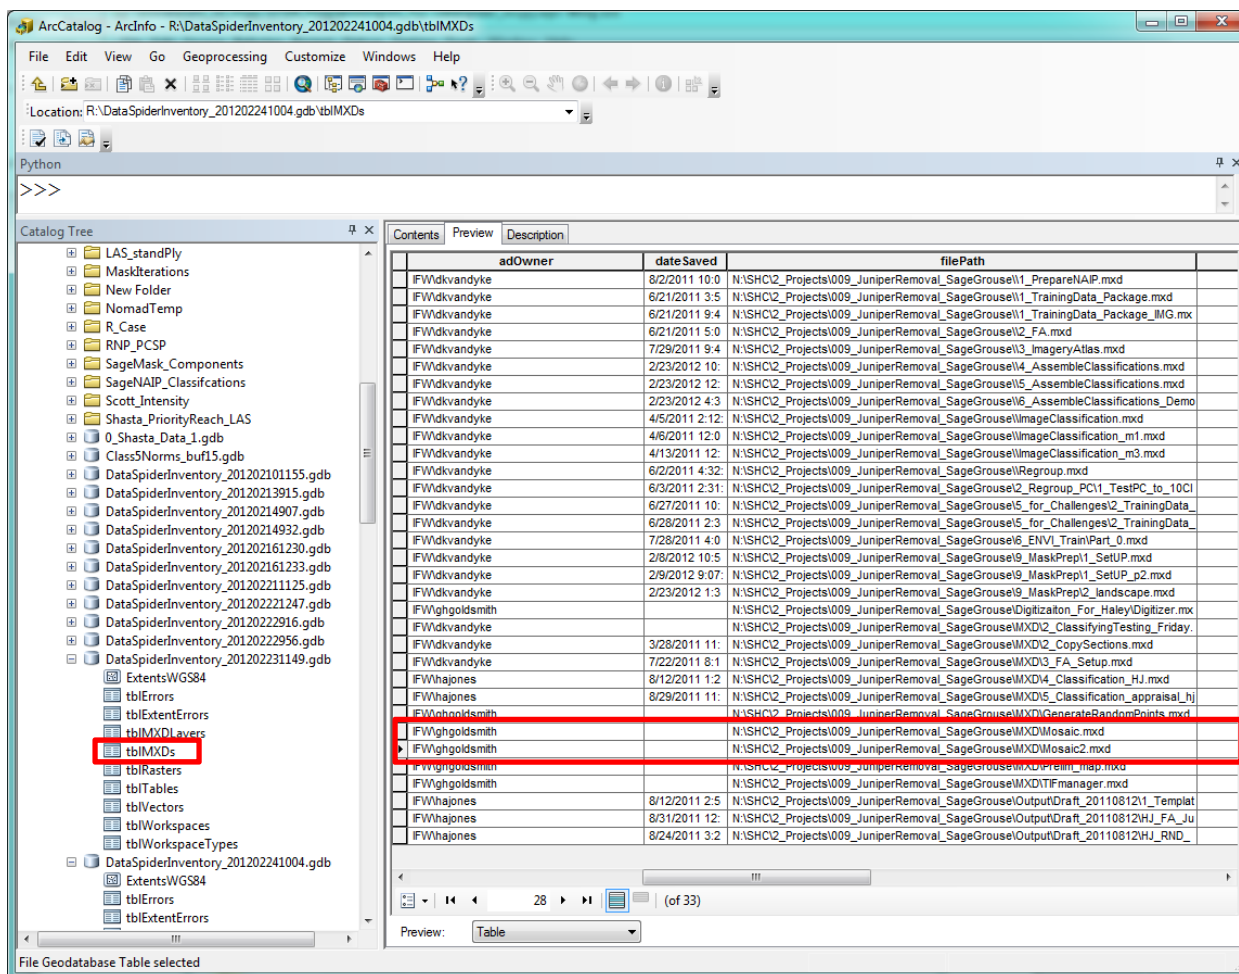 ArcCatalog - ArcInfo - R:\DataSpiderInventory_201202241004.gdb\tblMXDs
File Edit View Go Geoprocessing Customize Windows Help
Location: R:\DataSpiderInventory_201202241004.gdb\tblMXDs
Python
>>>
Catalog Tree
LAS_standPly
MaskIterations
New Folder
NomadTemp
R_Case
RNP_PCSP
SageMask_Components
SageNAIP_Classifcations
Scott_Intensity
Shasta_PriorityReach_LAS
0_Shasta_Data_1.gdb
Class5Norms_buf15.gdb
DataSpiderInventory_201202101155.gdb
DataSpiderInventory_20120213915.gdb
DataSpiderInventory_20120214907.gdb
DataSpiderInventory_20120214932.gdb
DataSpiderInventory_201202161230.gdb
DataSpiderInventory_201202161233.gdb
DataSpiderInventory_201202211125.gdb
DataSpiderInventory_201202221247.gdb
DataSpiderInventory_20120222916.gdb
DataSpiderInventory_20120222956.gdb
DataSpiderInventory_201202231149.gdb
ExtentsWGS84
tblErrors
tblExtentErrors
tblMXDLayers
tblMXDs
tblRasters
tblTables
tblVectors
tblWorkspaces
tblWorkspaceTypes
DataSpiderInventory_201202241004.gdb
ExtentsWGS84
tblErrors
tblExtentErrors
Contents Preview Description
adOwner dateSaved filePath
IFW\dkvandyke 8/2/2011 10:0 N:\SHC\2_Projects\009_JuniperRemoval_SageGrouse\\1_PrepareNAIP.mxd
IFW\dkvandyke 6/21/2011 3:5 N:\SHC\2_Projects\009_JuniperRemoval_SageGrouse\\1_TrainingData_Package.mxd
IFW\dkvandyke 6/21/2011 9:4 N:\SHC\2_Projects\009_JuniperRemoval_SageGrouse\\1_TrainingData_Package_IMG.mx
IFW\dkvandyke 6/21/2011 5:0 N:\SHC\2_Projects\009_JuniperRemoval_SageGrouse\\2_FA.mxd
IFW\dkvandyke 7/29/2011 9:4 N:\SHC\2_Projects\009_JuniperRemoval_SageGrouse\\3_ImageryAtlas.mxd
IFW\dkvandyke 2/23/2012 10: N:\SHC\2_Projects\009_JuniperRemoval_SageGrouse\\4_AssembleClassifications.mxd
IFW\dkvandyke 2/23/2012 12: N:\SHC\2_Projects\009_JuniperRemoval_SageGrouse\\5_AssembleClassifications.mxd
IFW\dkvandyke 2/23/2012 4:3 N:\SHC\2_Projects\009_JuniperRemoval_SageGrouse\\6_AssembleClassifications_Demo
IFW\dkvandyke 4/5/2011 2:12: N:\SHC\2_Projects\009_JuniperRemoval_SageGrouse\\ImageClassification.mxd
IFW\dkvandyke 4/6/2011 12:0 N:\SHC\2_Projects\009_JuniperRemoval_SageGrouse\\ImageClassification_m1.mxd
IFW\dkvandyke 4/13/2011 12: N:\SHC\2_Projects\009_JuniperRemoval_SageGrouse\\ImageClassification_m3.mxd
IFW\dkvandyke 6/2/2011 4:32: N:\SHC\2_Projects\009_JuniperRemoval_SageGrouse\\Regroup.mxd
IFW\dkvandyke 6/3/2011 2:31: N:\SHC\2_Projects\009_JuniperRemoval_SageGrouse\2_Regroup_PC\1_TestPC_to_10Cl
IFW\dkvandyke 6/27/2011 10: N:\SHC\2_Projects\009_JuniperRemoval_SageGrouse\5_for_Challenges\2_TrainingData_
IFW\dkvandyke 6/28/2011 2:3 N:\SHC\2_Projects\009_JuniperRemoval_SageGrouse\5_for_Challenges\2_TrainingData_
IFW\dkvandyke 7/28/2011 4:0 N:\SHC\2_Projects\009_JuniperRemoval_SageGrouse\6_ENVI_Train\Part_0.mxd
IFW\dkvandyke 2/8/2012 10:5 N:\SHC\2_Projects\009_JuniperRemoval_SageGrouse\9_MaskPrep\1_SetUP.mxd
IFW\dkvandyke 2/9/2012 9:07: N:\SHC\2_Projects\009_JuniperRemoval_SageGrouse\9_MaskPrep\1_SetUP_p2.mxd
IFW\dkvandyke 2/23/2012 1:3 N:\SHC\2_Projects\009_JuniperRemoval_SageGrouse\9_MaskPrep\2_landscape.mxd
IFW\ghgoldsmith N:\SHC\2_Projects\009_JuniperRemoval_SageGrouse\Digitizaiton_For_Haley\Digitizer.mx
IFW\dkvandyke N:\SHC\2_Projects\009_JuniperRemoval_SageGrouse\MXD\2_ClassifyingTesting_Friday.
IFW\dkvandyke 3/28/2011 11: N:\SHC\2_Projects\009_JuniperRemoval_SageGrouse\MXD\2_CopySections.mxd
IFW\dkvandyke 7/22/2011 8:1 N:\SHC\2_Projects\009_JuniperRemoval_SageGrouse\MXD\3_FA_Setup.mxd
IFW\hajones 8/12/2011 1:2 N:\SHC\2_Projects\009_JuniperRemoval_SageGrouse\MXD\4_Classification_HJ.mxd
IFW\hajones 8/29/2011 11: N:\SHC\2_Projects\009_JuniperRemoval_SageGrouse\MXD\5_Classification_appraisal_hj
IFW\ghgoldsmith N:\SHC\2_Projects\009_JuniperRemoval_SageGrouse\MXD\GenerateRandomPoints.mxd
IFW\ghgoldsmith N:\SHC\2_Projects\009_JuniperRemoval_SageGrouse\MXD\Mosaic.mxd
IFW\ghgoldsmith N:\SHC\2_Projects\009_JuniperRemoval_SageGrouse\MXD\Mosaic2.mxd
IFW\ghgoldsmith N:\SHC\2_Projects\009_JuniperRemoval_SageGrouse\MXD\Prelim_map.mxd
IFW\ghgoldsmith N:\SHC\2_Projects\009_JuniperRemoval_SageGrouse\MXD\TIFmanager.mxd
IFW\hajones 8/12/2011 2:5 N:\SHC\2_Projects\009_JuniperRemoval_SageGrouse\Output\Draft_20110812\1_Templat
IFW\hajones 8/31/2011 12: N:\SHC\2_Projects\009_JuniperRemoval_SageGrouse\Output\Draft_20110812\HJ_FA_Ju
IFW\hajones 8/24/2011 3:2 N:\SHC\2_Projects\009_JuniperRemoval_SageGrouse\Output\Draft_20110812\HJ_RND_
28 (of 33)
Preview: Table
File Geodatabase Table selected